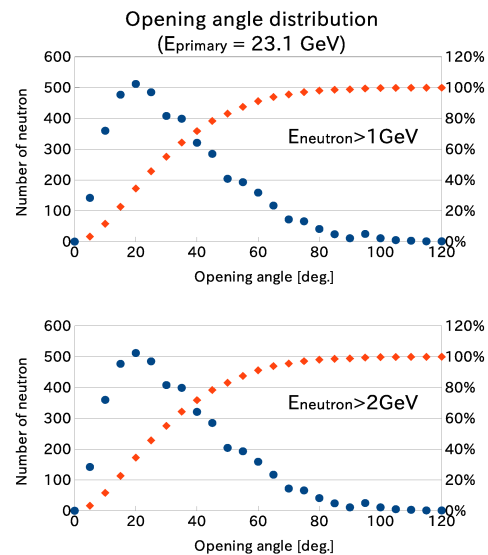 Opening angle distribution
(Eprimary = 23.1 GeV)
600 120%
500 100%
400 80%
300 60%
200 40%
100 20%
0 0%
Number of neutron
Eneutron>1GeV
0 20 40 60 80 100 120
Opening angle [deg.]
600 120%
500 100%
400 80%
300 60%
200 40%
100 20%
0 0%
Number of neutron
Eneutron>2GeV
0 20 40 60 80 100 120
Opening angle [deg.]